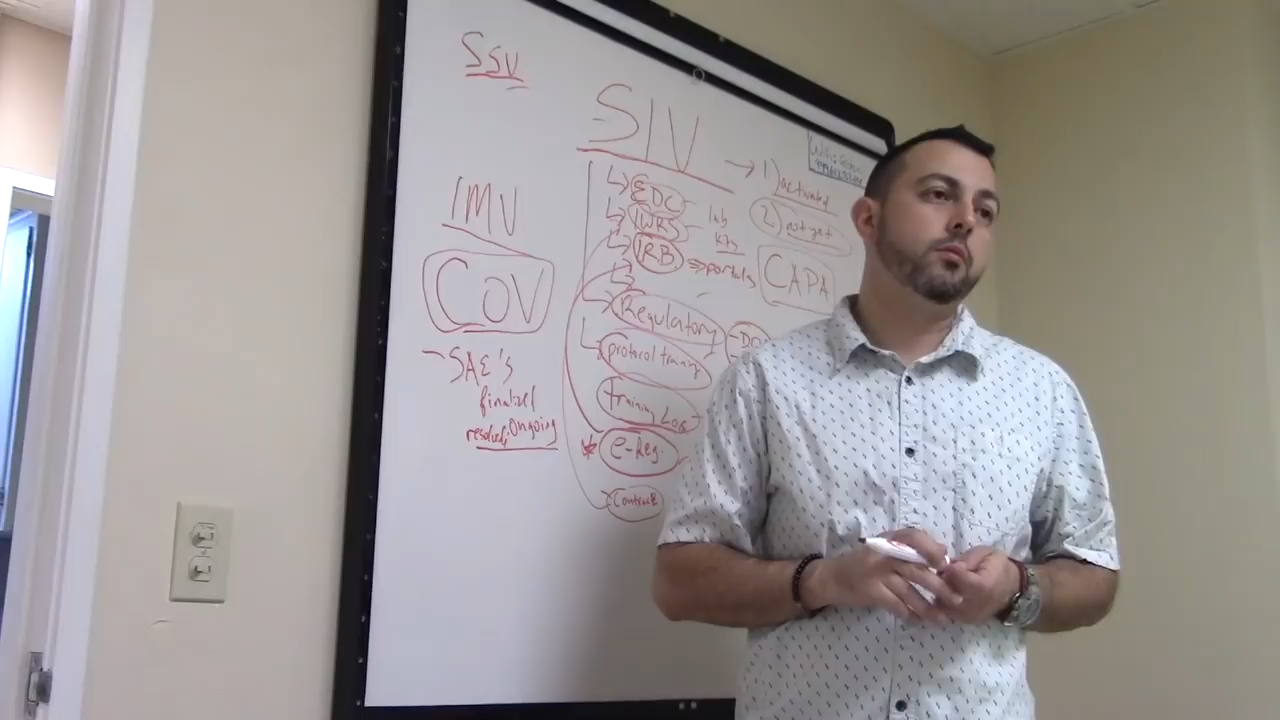 SSV
SIV
IMV
COV
- SAE's
finalized
resolved, Ongoing
EDC - lab
IWRS - kits
IRB ⇒ portals
Regulatory
protocol training
training Log
* e-Reg
Contract
→ 1) activated
2) not yet
CAPA